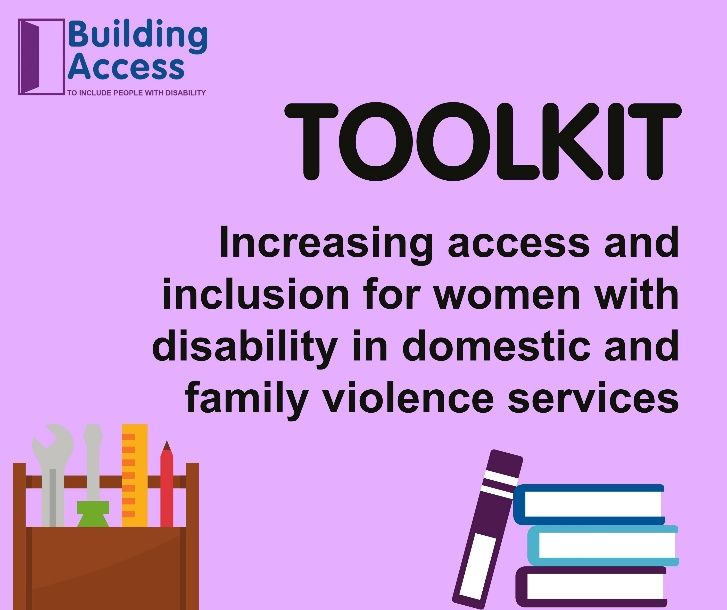 Building
Access
TO INCLUDE PEOPLE WITH DISABILITY
TOOLKIT
Increasing access and
inclusion for women with
disability in domestic and
family violence services